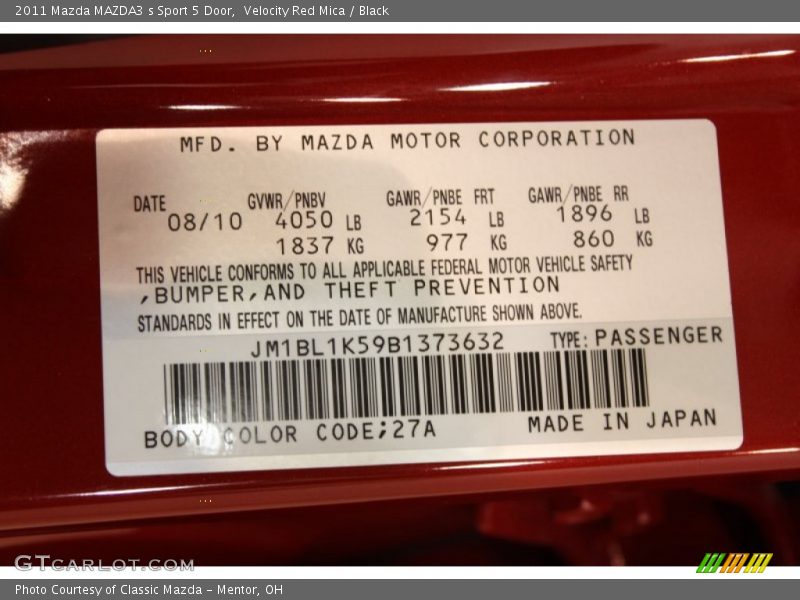 2011 Mazda MAZDA3 s Sport 5 Door, Velocity Red Mica / Black
MFD. BY MAZDA MOTOR CORPORATION
DATE GVWR/PNBV GAWR/PNBE FRT GAWR/PNBE RR
08/10 4050 LB 2154 LB 1896 LB
1837 KG 977 KG 860 KG
THIS VEHICLE CONFORMS TO ALL APPLICABLE FEDERAL MOTOR VEHICLE SAFETY
,BUMPER,AND THEFT PREVENTION
STANDARDS IN EFFECT ON THE DATE OF MANUFACTURE SHOWN ABOVE.
JM1BL1K59B1373632 TYPE: PASSENGER
BODY COLOR CODE;27A MADE IN JAPAN
GTCARLOT.COM
Photo Courtesy of Classic Mazda - Mentor, OH